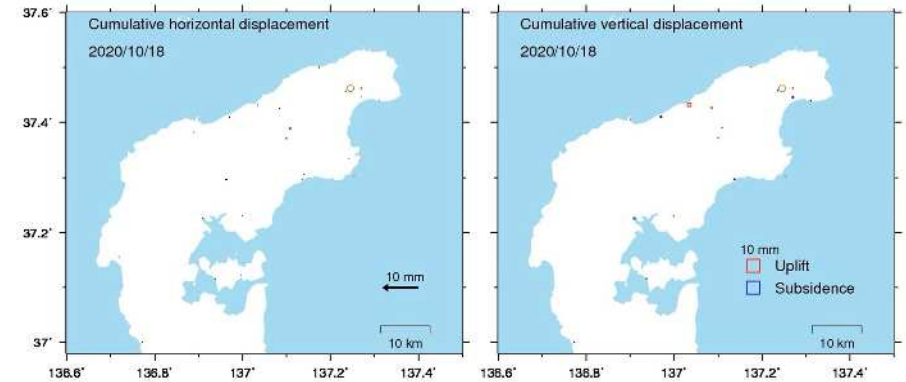 Cumulative horizontal displacement
2020/10/18
10 mm
10 km
37.6˚
37.4˚
37.2˚
37˚
136.6˚ 136.8˚ 137˚ 137.2˚ 137.4˚
Cumulative vertical displacement
2020/10/18
10 mm
Uplift
Subsidence
10 km
136.6˚ 136.8˚ 137˚ 137.2˚ 137.4˚